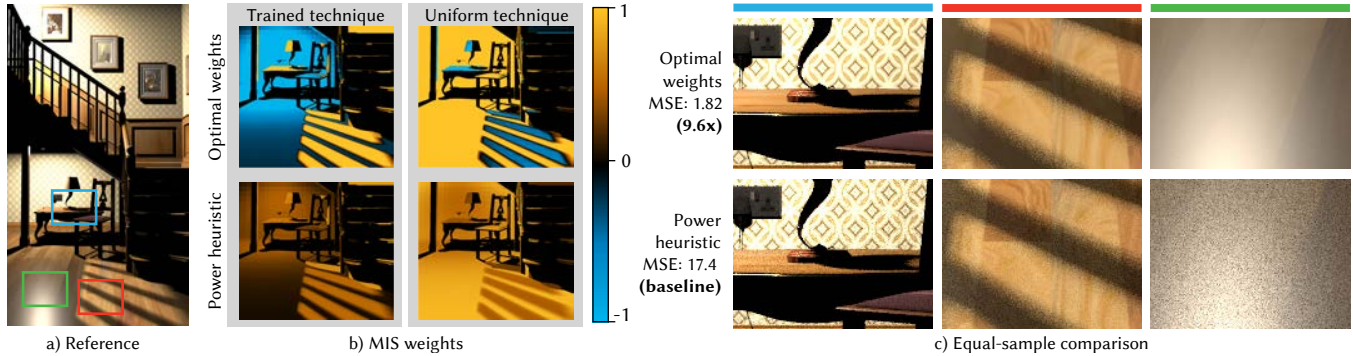 Trained technique
Uniform technique
Optimal weights
Power heuristic
1
0
-1
Optimal
weights
MSE: 1.82
(9.6x)
Power
heuristic
MSE: 17.4
(baseline)
a) Reference
b) MIS weights
c) Equal-sample comparison